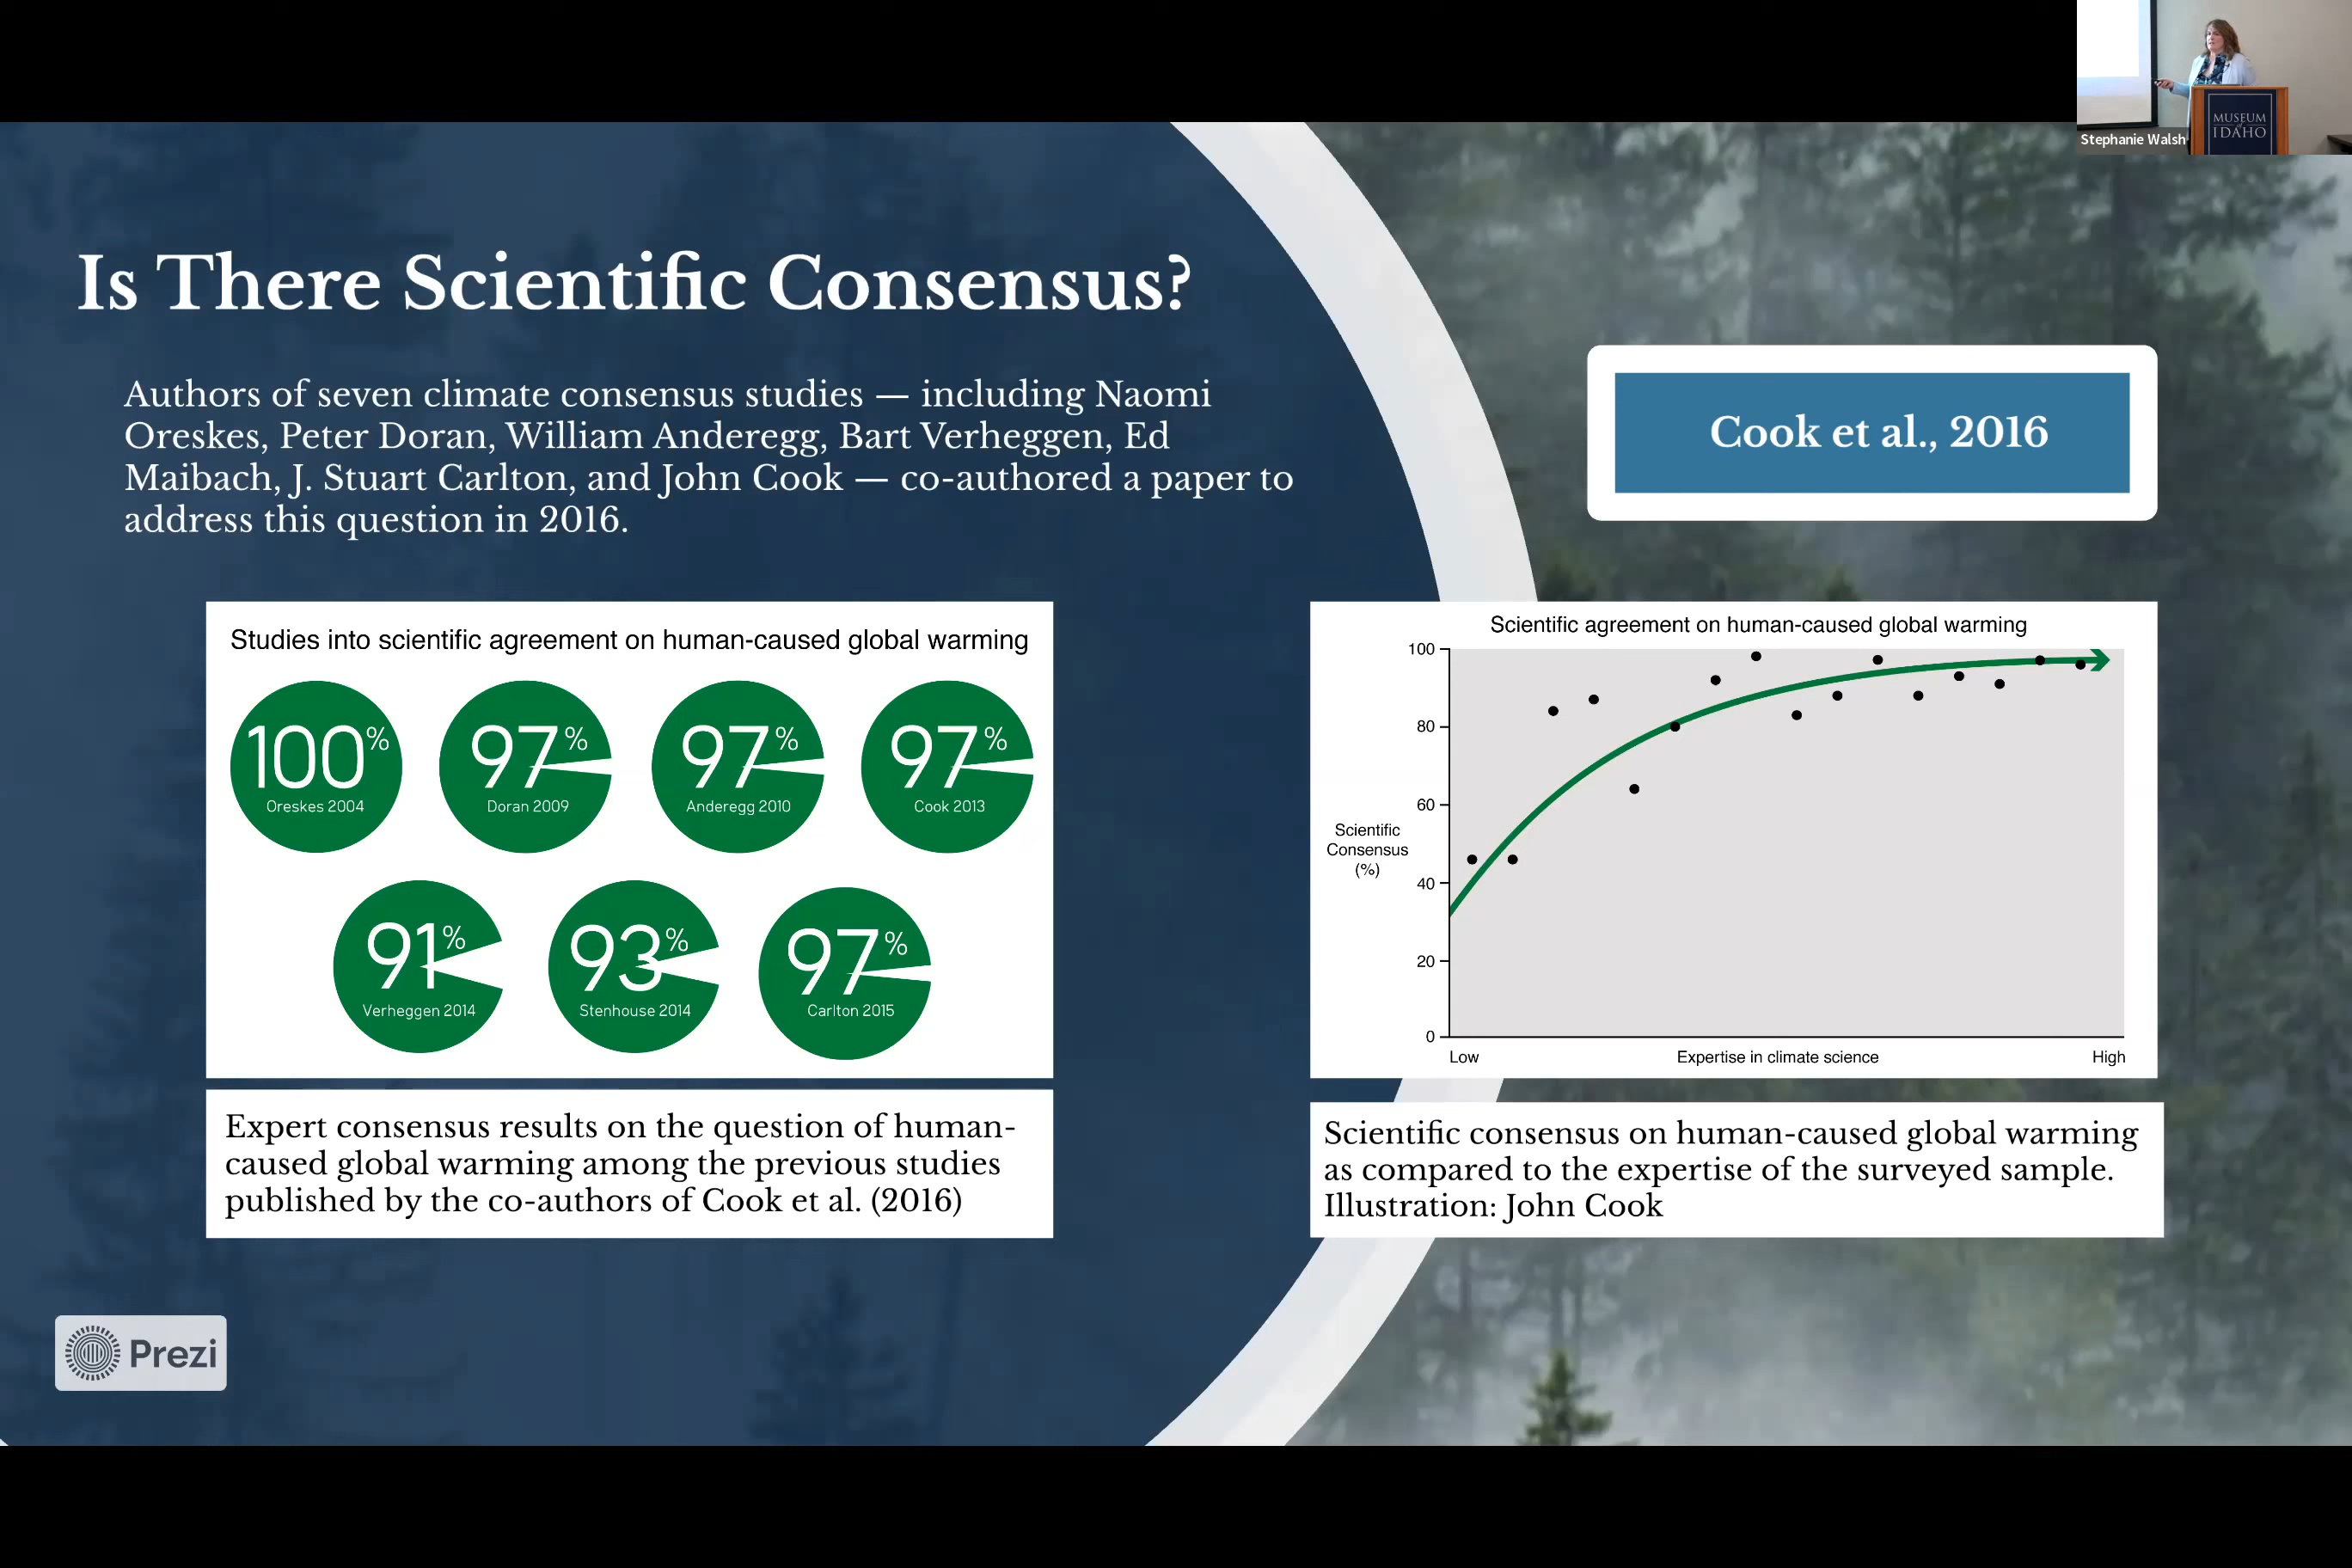 MUSEUM
of
IDAHO
Stephanie Walsh
Is There Scientific Consensus?
Authors of seven climate consensus studies — including Naomi
Oreskes, Peter Doran, William Anderegg, Bart Verheggen, Ed
Maibach, J. Stuart Carlton, and John Cook — co-authored a paper to
address this question in 2016.
Cook et al., 2016
Studies into scientific agreement on human-caused global warming
100%
Oreskes 2004
97%
Doran 2009
97%
Anderegg 2010
97%
Cook 2013
91%
Verheggen 2014
93%
Stenhouse 2014
97%
Carlton 2015
Expert consensus results on the question of human-
caused global warming among the previous studies
published by the co-authors of Cook et al. (2016)
Scientific agreement on human-caused global warming
100
80
60
Scientific
Consensus
(%)
40
20
0
Low
Expertise in climate science
High
Scientific consensus on human-caused global warming
as compared to the expertise of the surveyed sample.
Illustration: John Cook
Prezi